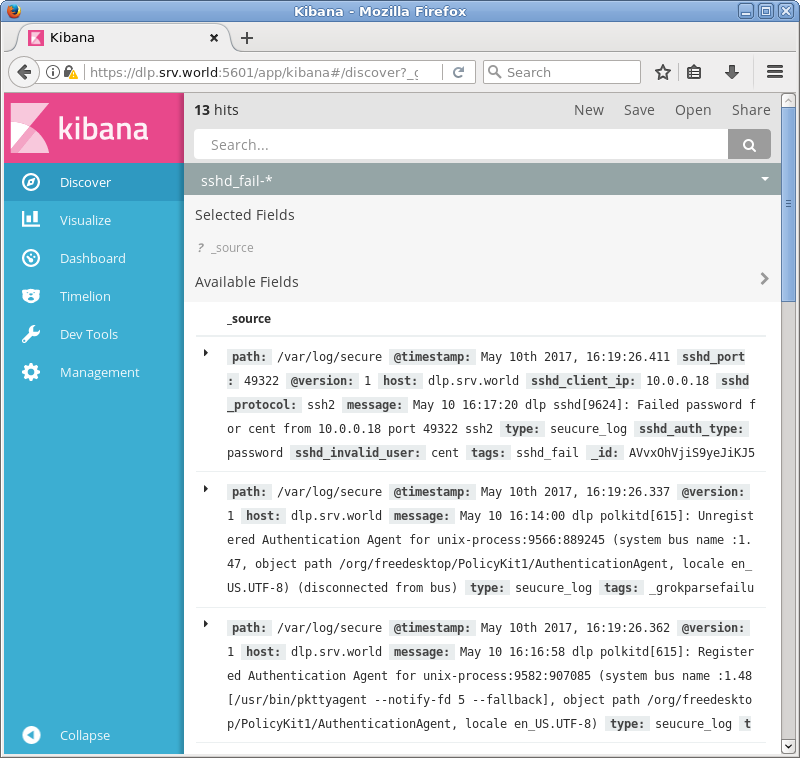 Kibana - Mozilla Firefox
Kibana
https://dlp.srv.world:5601/app/kibana#/discover?_g
Search
kibana
13 hits
New Save Open Share
Search...
Discover
sshd_fail-*
Visualize
Selected Fields
? _source
Dashboard
Available Fields
Timelion
_source
Dev Tools
path: /var/log/secure @timestamp: May 10th 2017, 16:19:26.411 sshd_port
Management
: 49322 @version: 1 host: dlp.srv.world sshd_client_ip: 10.0.0.18 sshd
_protocol: ssh2 message: May 10 16:17:20 dlp sshd[9624]: Failed password f
or cent from 10.0.0.18 port 49322 ssh2 type: seucure_log sshd_auth_type:
password sshd_invalid_user: cent tags: sshd_fail _id: AVvxOhVjiS9yeJiKJ5
path: /var/log/secure @timestamp: May 10th 2017, 16:19:26.337 @version:
1 host: dlp.srv.world message: May 10 16:14:00 dlp polkitd[615]: Unregist
ered Authentication Agent for unix-process:9566:889245 (system bus name :1.
47, object path /org/freedesktop/PolicyKit1/AuthenticationAgent, locale en_
US.UTF-8) (disconnected from bus) type: seucure_log tags: _grokparsefailu
path: /var/log/secure @timestamp: May 10th 2017, 16:19:26.362 @version:
1 host: dlp.srv.world message: May 10 16:16:58 dlp polkitd[615]: Register
ed Authentication Agent for unix-process:9582:907085 (system bus name :1.48
[/usr/bin/pkttyagent --notify-fd 5 --fallback], object path /org/freedeskto
p/PolicyKit1/AuthenticationAgent, locale en_US.UTF-8) type: seucure_log t
Collapse